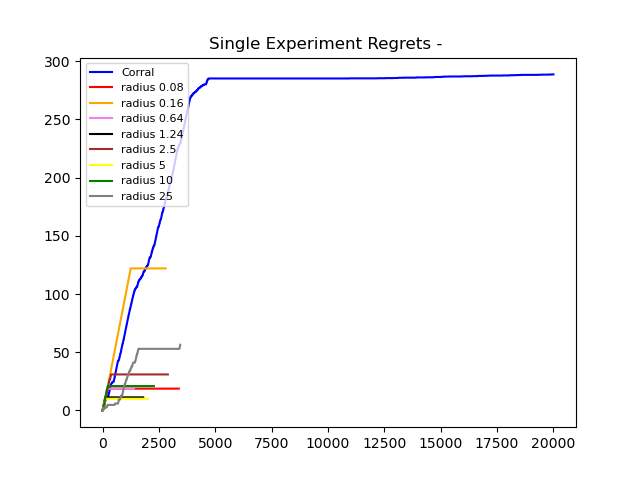 Single Experiment Regrets -
300
250
200
150
100
50
0
Corral
radius 0.08
radius 0.16
radius 0.64
radius 1.24
radius 2.5
radius 5
radius 10
radius 25
0 2500 5000 7500 10000 12500 15000 17500 20000